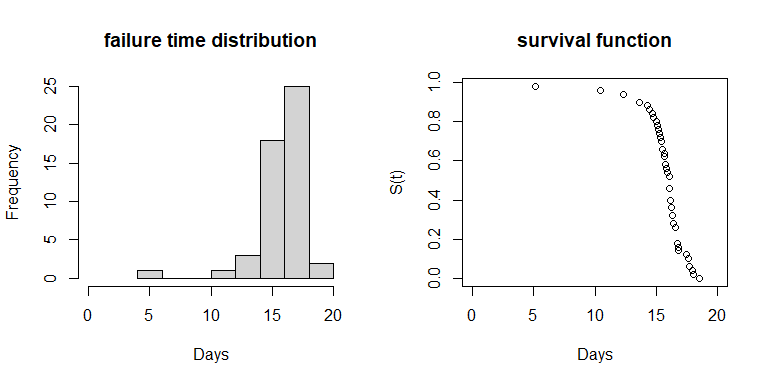 failure time distribution
Frequency
0 5 10 15 20 25
0 5 10 15 20
Days
survival function
S(t)
0.0 0.2 0.4 0.6 0.8 1.0
0 5 10 15 20
Days